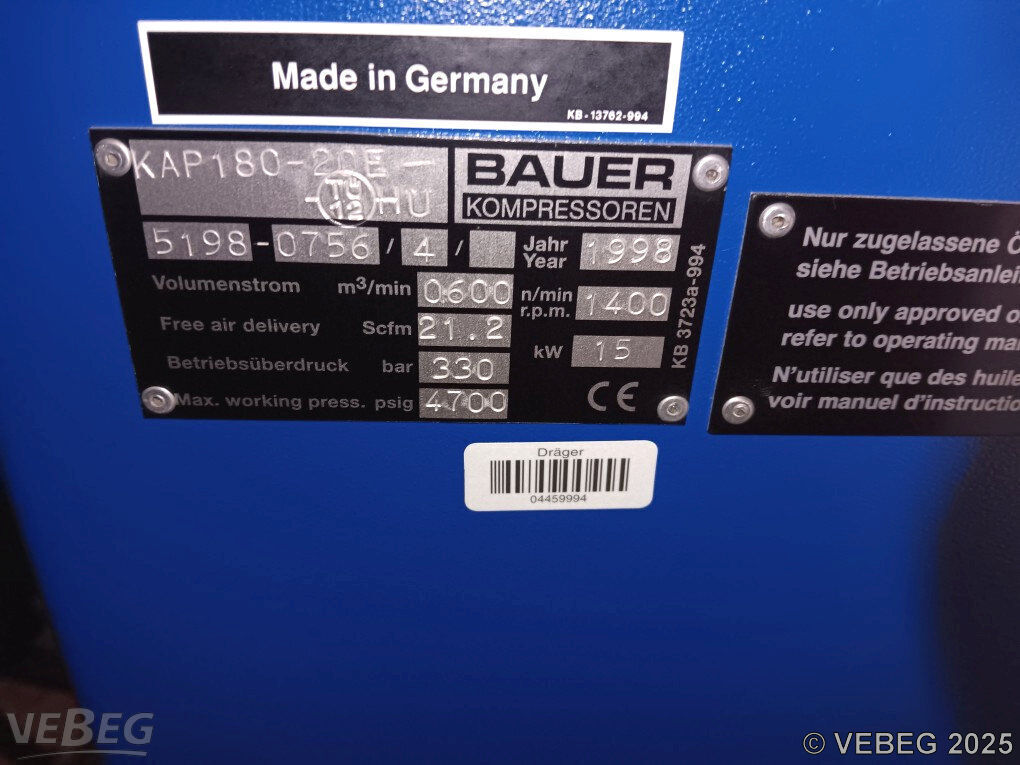 Made in Germany
KB-13762-994
KAP180-20E-
-HU
BAUER
KOMPRESSOREN
5198-0756/4/
Jahr
Year
1998
Volumenstrom m³/min 0600
n/min
r.p.m.
1400
Free air delivery Scfm 21.2
kW 15
Betriebsüberdruck bar 330
Max. working press. psig 4700
CE
KB 3723a-994
Nur zugelassene Ö
siehe Betriebsanlei
use only approved o
refer to operating ma
N'utiliser que des huile
voir manuel d'instructio
Dräger
04459994
VEBEG
© VEBEG 2025